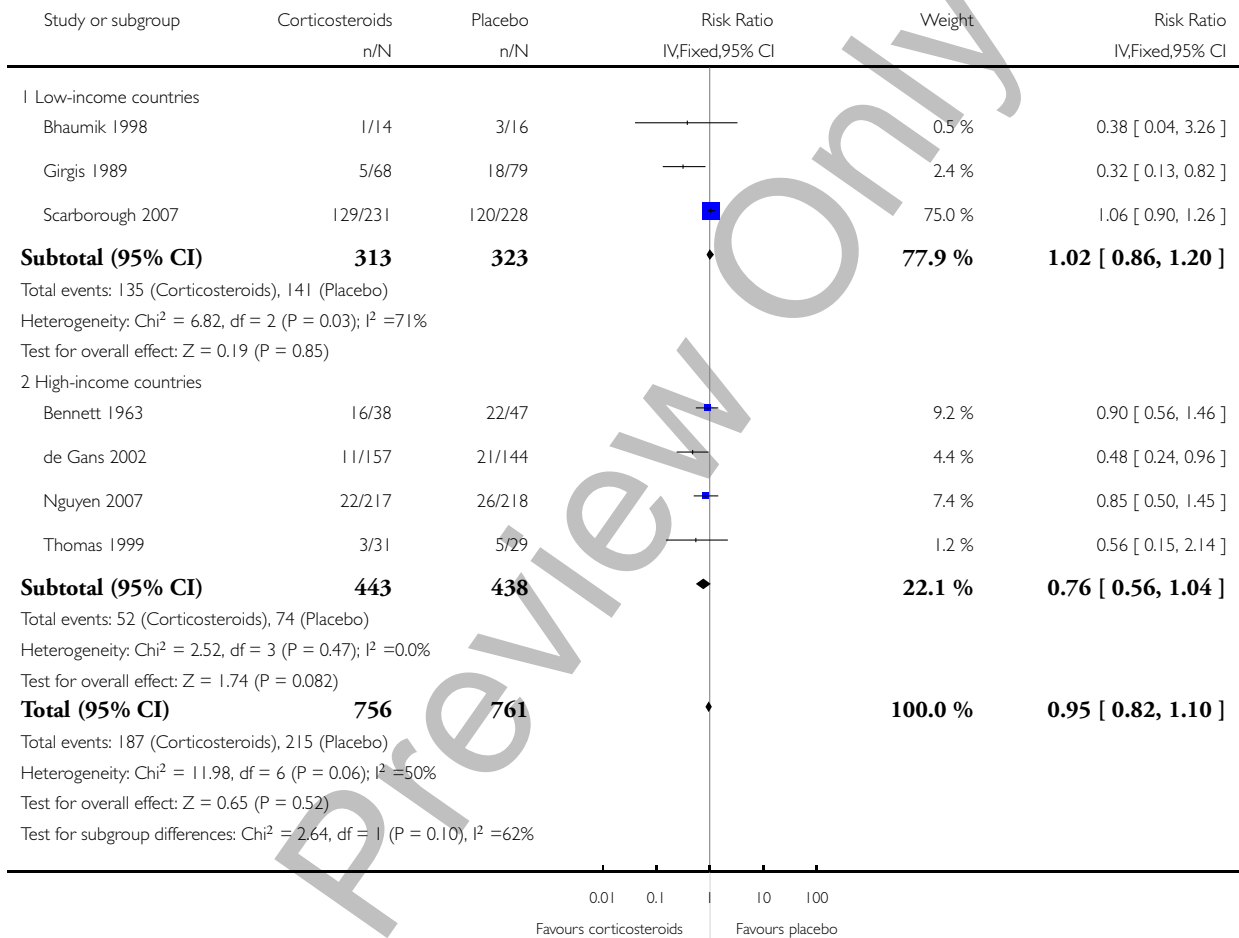 Study or subgroup Corticosteroids Placebo Risk Ratio Weight Risk Ratio
n/N n/N IV,Fixed,95% CI IV,Fixed,95% CI
1 Low-income countries
Bhaumik 1998 1/14 3/16 0.5 % 0.38 [ 0.04, 3.26 ]
Girgis 1989 5/68 18/79 2.4 % 0.32 [ 0.13, 0.82 ]
Scarborough 2007 129/231 120/228 75.0 % 1.06 [ 0.90, 1.26 ]
Subtotal (95% CI) 313 323 77.9 % 1.02 [ 0.86, 1.20 ]
Total events: 135 (Corticosteroids), 141 (Placebo)
Heterogeneity: Chi² = 6.82, df = 2 (P = 0.03); I² =71%
Test for overall effect: Z = 0.19 (P = 0.85)
2 High-income countries
Bennett 1963 16/38 22/47 9.2 % 0.90 [ 0.56, 1.46 ]
de Gans 2002 11/157 21/144 4.4 % 0.48 [ 0.24, 0.96 ]
Nguyen 2007 22/217 26/218 7.4 % 0.85 [ 0.50, 1.45 ]
Thomas 1999 3/31 5/29 1.2 % 0.56 [ 0.15, 2.14 ]
Subtotal (95% CI) 443 438 22.1 % 0.76 [ 0.56, 1.04 ]
Total events: 52 (Corticosteroids), 74 (Placebo)
Heterogeneity: Chi² = 2.52, df = 3 (P = 0.47); I² =0.0%
Test for overall effect: Z = 1.74 (P = 0.082)
Total (95% CI) 756 761 100.0 % 0.95 [ 0.82, 1.10 ]
Total events: 187 (Corticosteroids), 215 (Placebo)
Heterogeneity: Chi² = 11.98, df = 6 (P = 0.06); I² =50%
Test for overall effect: Z = 0.65 (P = 0.52)
Test for subgroup differences: Chi² = 2.64, df = 1 (P = 0.10), I² =62%
0.01 0.1 1 10 100
Favours corticosteroids Favours placebo
Preview Only